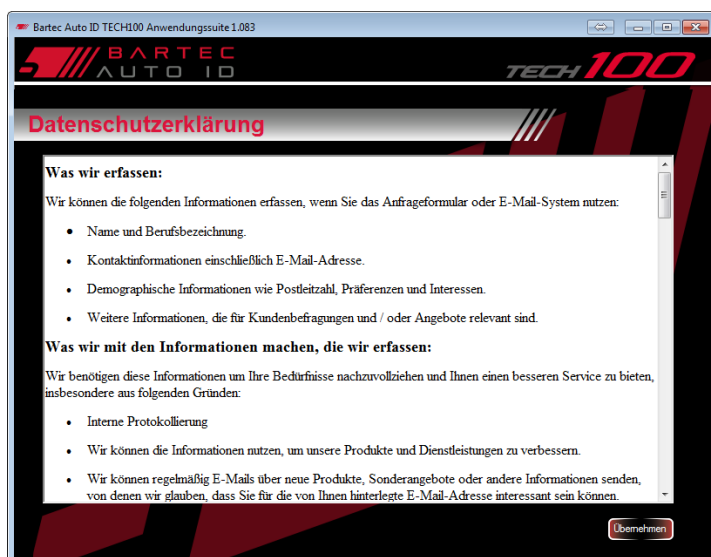 Bartec Auto ID TECH100 Anwendungssuite 1.083
BARTEC
AUTO ID
TECH100
Datenschutzerklärung
Was wir erfassen:
Wir können die folgenden Informationen erfassen, wenn Sie das Anfrageformular oder E-Mail-System nutzen:
• Name und Berufsbezeichnung.
• Kontaktinformationen einschließlich E-Mail-Adresse.
• Demographische Informationen wie Postleitzahl, Präferenzen und Interessen.
• Weitere Informationen, die für Kundenbefragungen und / oder Angebote relevant sind.
Was wir mit den Informationen machen, die wir erfassen:
Wir benötigen diese Informationen um Ihre Bedürfnisse nachzuvollziehen und Ihnen einen besseren Service zu bieten,
insbesondere aus folgenden Gründen:
• Interne Protokollierung
• Wir können die Informationen nutzen, um unsere Produkte und Dienstleistungen zu verbessern.
• Wir können regelmäßig E-Mails über neue Produkte, Sonderangebote oder andere Informationen senden,
von denen wir glauben, dass Sie für die von Ihnen hinterlegte E-Mail-Adresse interessant sein können.
Übernehmen